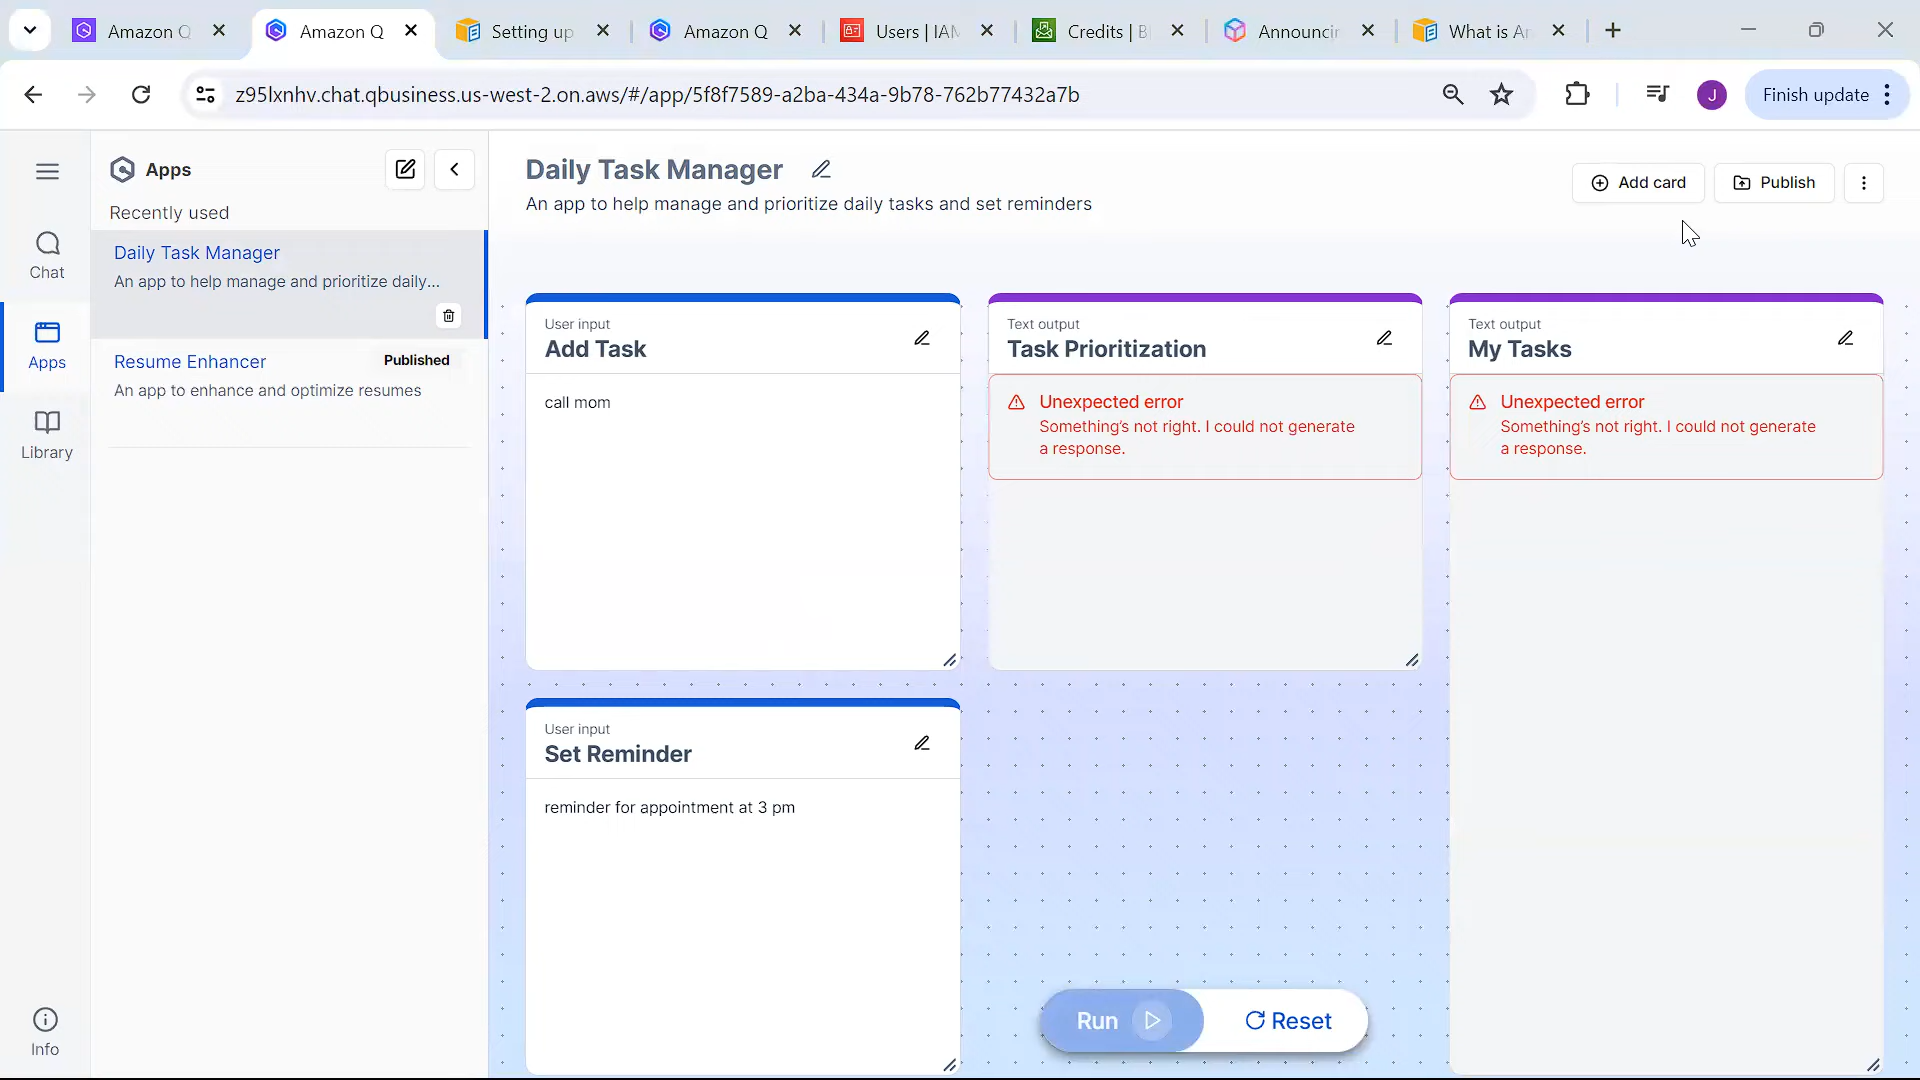 Amazon Q
Amazon Q
Setting up
Amazon Q
Users | IAM
Credits | B
Announcin
What is Am
z95lxnhv.chat.qbusiness.us-west-2.on.aws/#/app/5f8f7589-a2ba-434a-9b78-762b77432a7b
J
Finish update
Apps
Recently used
Daily Task Manager
An app to help manage and prioritize daily...
Resume Enhancer
Published
An app to enhance and optimize resumes
Chat
Apps
Library
Info
Daily Task Manager
An app to help manage and prioritize daily tasks and set reminders
Add card
Publish
User input
Add Task
call mom
Text output
Task Prioritization
Unexpected error
Something's not right. I could not generate
a response.
Text output
My Tasks
Unexpected error
Something's not right. I could not generate
a response.
User input
Set Reminder
reminder for appointment at 3 pm
Run
Reset